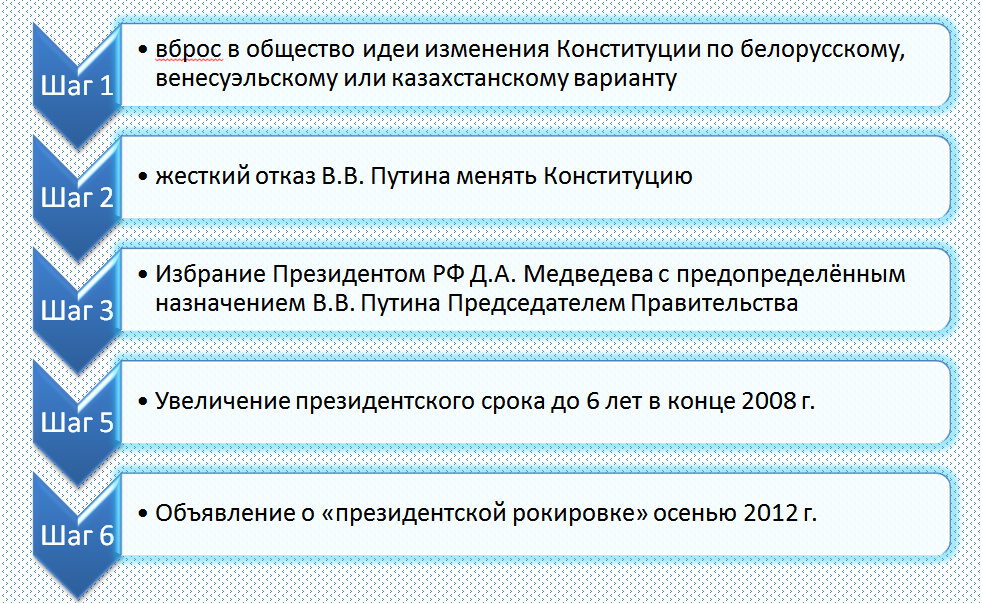 Шаг 1
• вброс в общество идеи изменения Конституции по белорусскому,
венесуэльскому или казахстанскому варианту
Шаг 2
• жесткий отказ В.В. Путина менять Конституцию
Шаг 3
• Избрание Президентом РФ Д.А. Медведева с предопределённым
назначением В.В. Путина Председателем Правительства
Шаг 5
• Увеличение президентского срока до 6 лет в конце 2008 г.
Шаг 6
• Объявление о «президентской рокировке» осенью 2012 г.